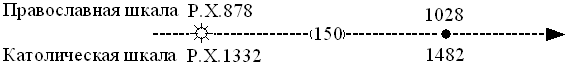 Православная шкала Р.Х.878 1028
(150)
Католическая шкала Р.Х.1332 1482